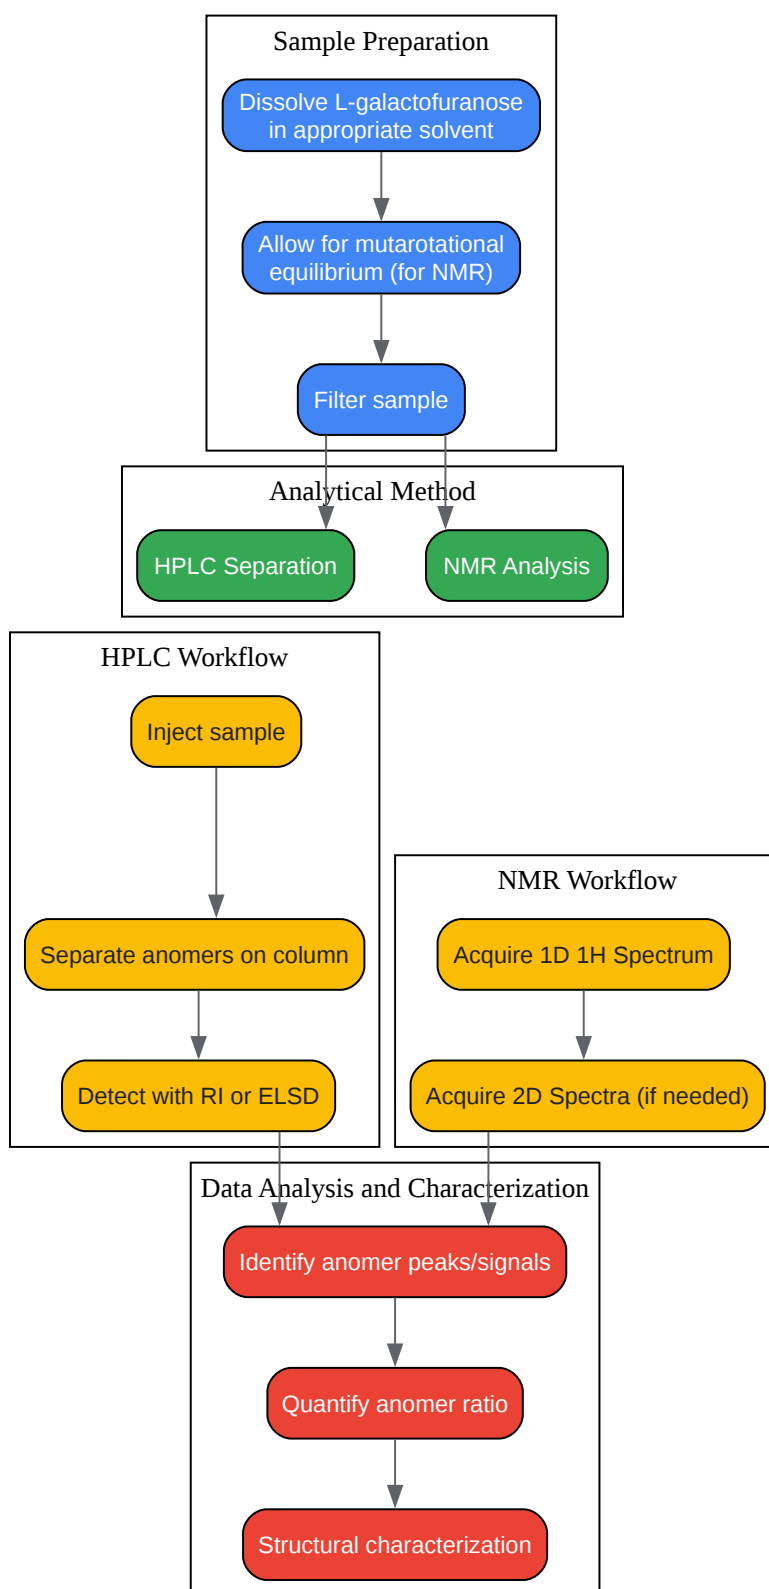 Sample Preparation
Dissolve L-galactofuranose
in appropriate solvent
Allow for mutarotational
equilibrium (for NMR)
Filter sample
Analytical Method
HPLC Separation
NMR Analysis
HPLC Workflow
Inject sample
Separate anomers on column
Detect with RI or ELSD
NMR Workflow
Acquire 1D 1H Spectrum
Acquire 2D Spectra (if needed)
Data Analysis and Characterization
Identify anomer peaks/signals
Quantify anomer ratio
Structural characterization